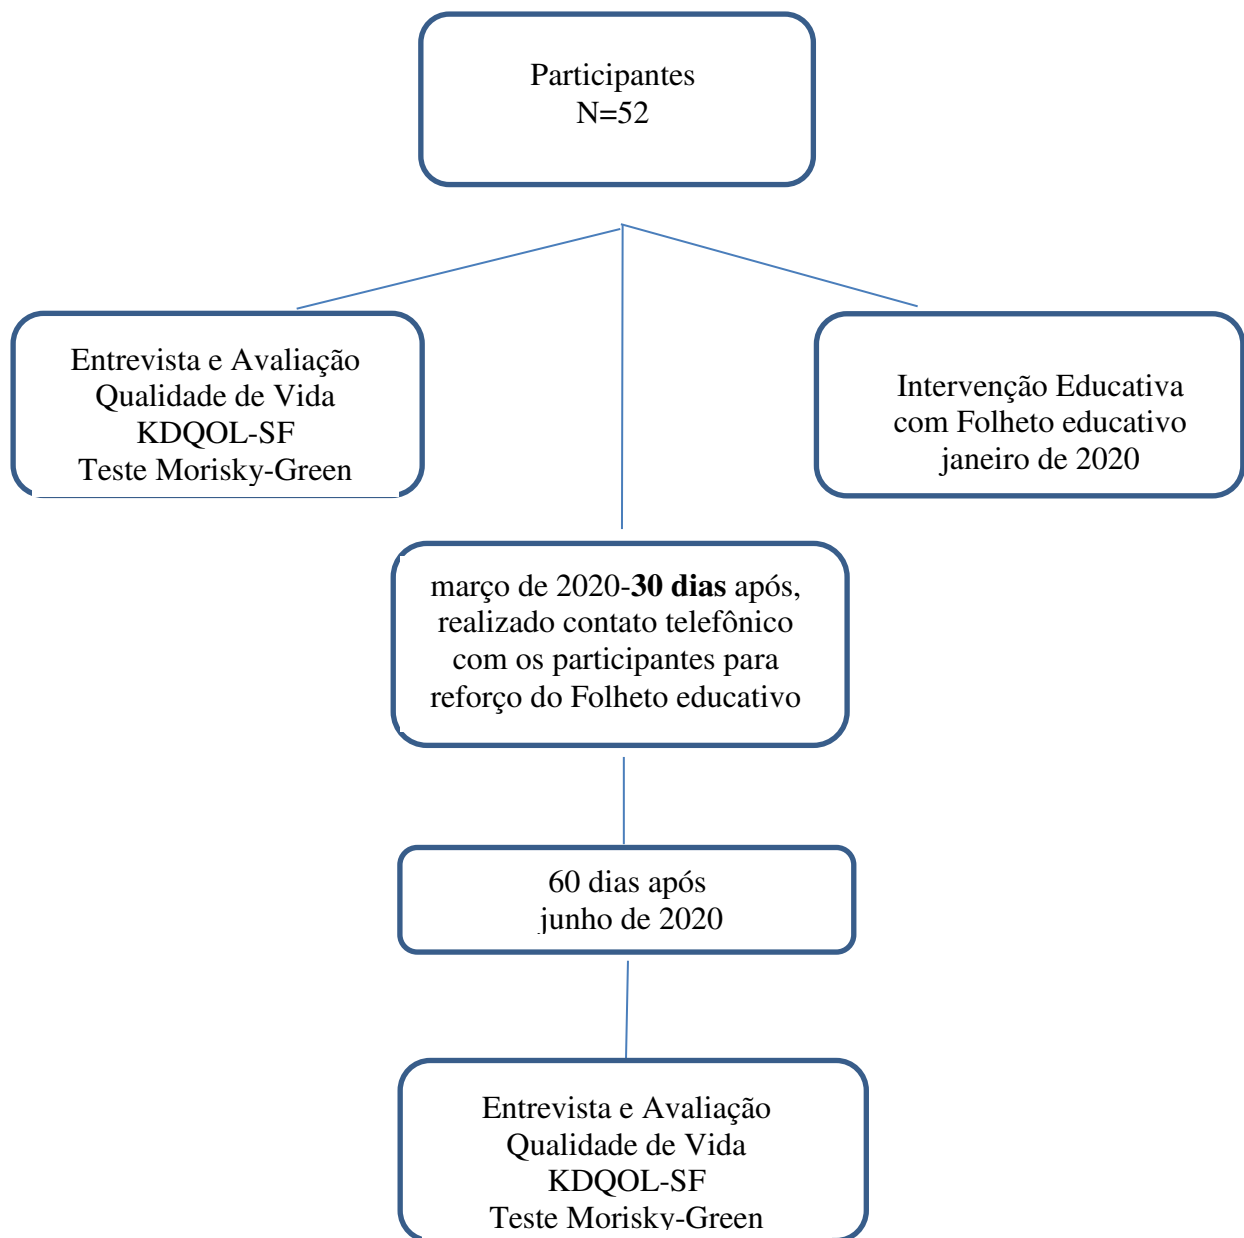 Participantes
N=52
Entrevista e Avaliação
Qualidade de Vida
KDQOL-SF
Teste Morisky-Green
Intervenção Educativa
com Folheto educativo
janeiro de 2020
março de 2020-30 dias após,
realizado contato telefônico
com os participantes para
reforço do Folheto educativo
60 dias após
junho de 2020
Entrevista e Avaliação
Qualidade de Vida
KDQOL-SF
Teste Morisky-Green